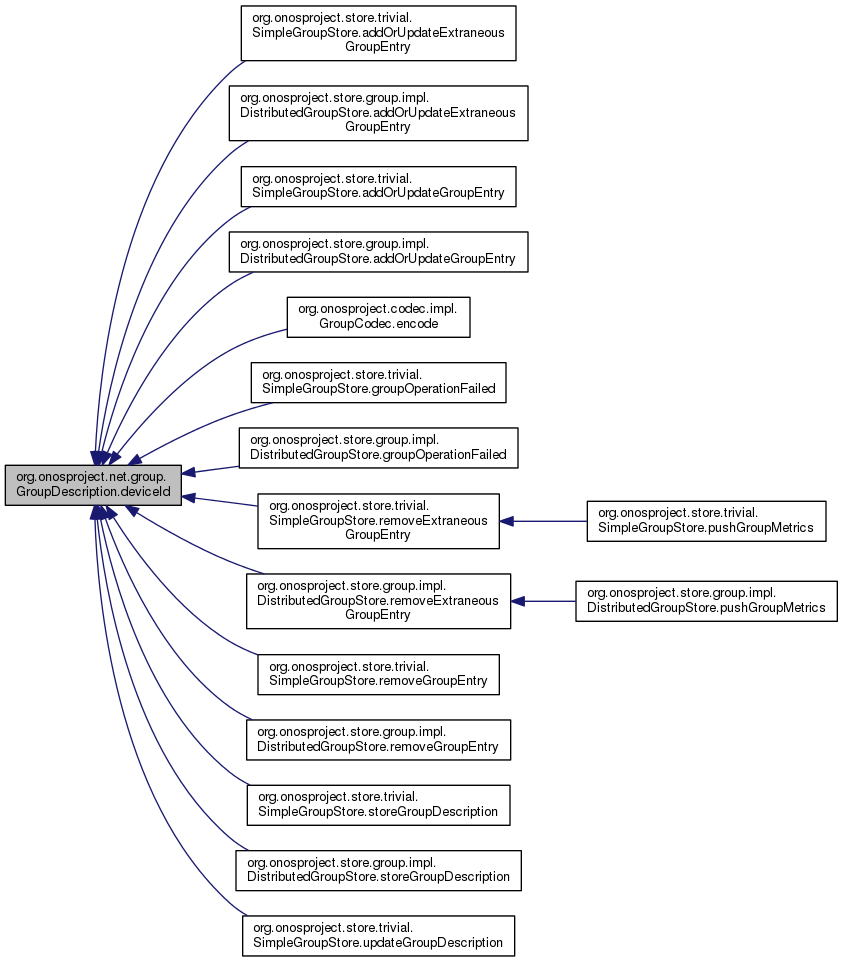 org.onosproject.store.trivial.
SimpleGroupStore.addOrUpdateExtraneous
GroupEntry
org.onosproject.store.group.impl.
DistributedGroupStore.addOrUpdateExtraneous
GroupEntry
org.onosproject.store.trivial.
SimpleGroupStore.addOrUpdateGroupEntry
org.onosproject.store.group.impl.
DistributedGroupStore.addOrUpdateGroupEntry
org.onosproject.codec.impl.
GroupCodec.encode
org.onosproject.store.trivial.
SimpleGroupStore.groupOperationFailed
org.onosproject.store.group.impl.
DistributedGroupStore.groupOperationFailed
org.onosproject.net.group.
GroupDescription.deviceId
org.onosproject.store.trivial.
SimpleGroupStore.removeExtraneous
GroupEntry
org.onosproject.store.trivial.
SimpleGroupStore.pushGroupMetrics
org.onosproject.store.group.impl.
DistributedGroupStore.removeExtraneous
GroupEntry
org.onosproject.store.group.impl.
DistributedGroupStore.pushGroupMetrics
org.onosproject.store.trivial.
SimpleGroupStore.removeGroupEntry
org.onosproject.store.group.impl.
DistributedGroupStore.removeGroupEntry
org.onosproject.store.trivial.
SimpleGroupStore.storeGroupDescription
org.onosproject.store.group.impl.
DistributedGroupStore.storeGroupDescription
org.onosproject.store.trivial.
SimpleGroupStore.updateGroupDescription